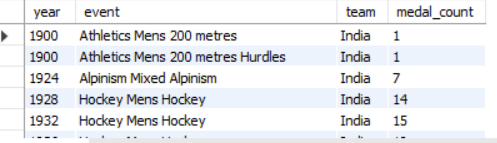 year event team medal_count
1900 Athletics Mens 200 metres India 1
1900 Athletics Mens 200 metres Hurdles India 1
1924 Alpinism Mixed Alpinism India 7
1928 Hockey Mens Hockey India 14
1932 Hockey Mens Hockey India 15